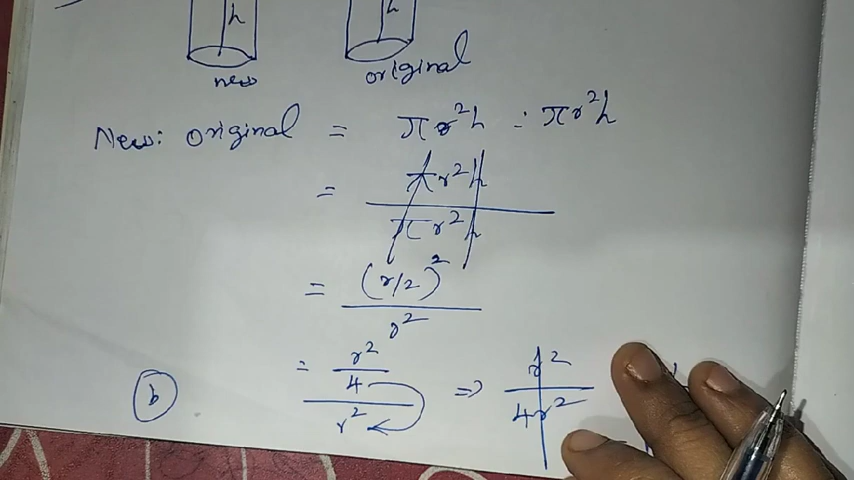 h h
new original
New: original = πr²h : πr²h
= πr²h / πr²h
= (r/2)² / r²
(b) = r²/4 / r² ⇒ r² / 4r²